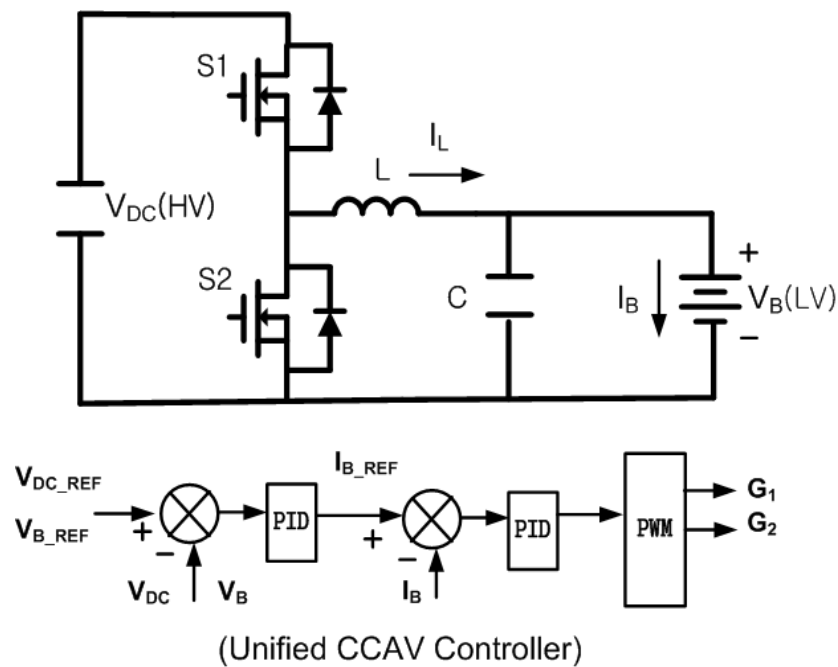 S1
I_L
L
V_DC(HV)
S2
C
I_B
+
V_B(LV)
−
I_B_REF
V_DC_REF
V_B_REF
+
−
PID
+
−
PID
PWM
G_1
G_2
V_DC V_B
I_B
(Unified CCAV Controller)